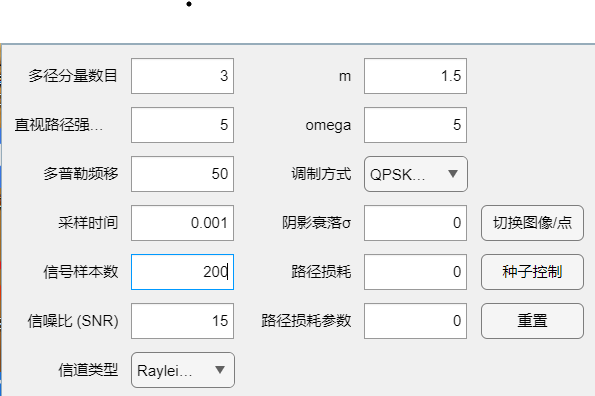 多径分量数目 3 m 1.5
直视路径强... 5 omega 5
多普勒频移 50 调制方式 QPSK...
采样时间 0.001 阴影衰落σ 0 切换图像/点
信号样本数 200 路径损耗 0 种子控制
信噪比 (SNR) 15 路径损耗参数 0 重置
信道类型 Raylei...